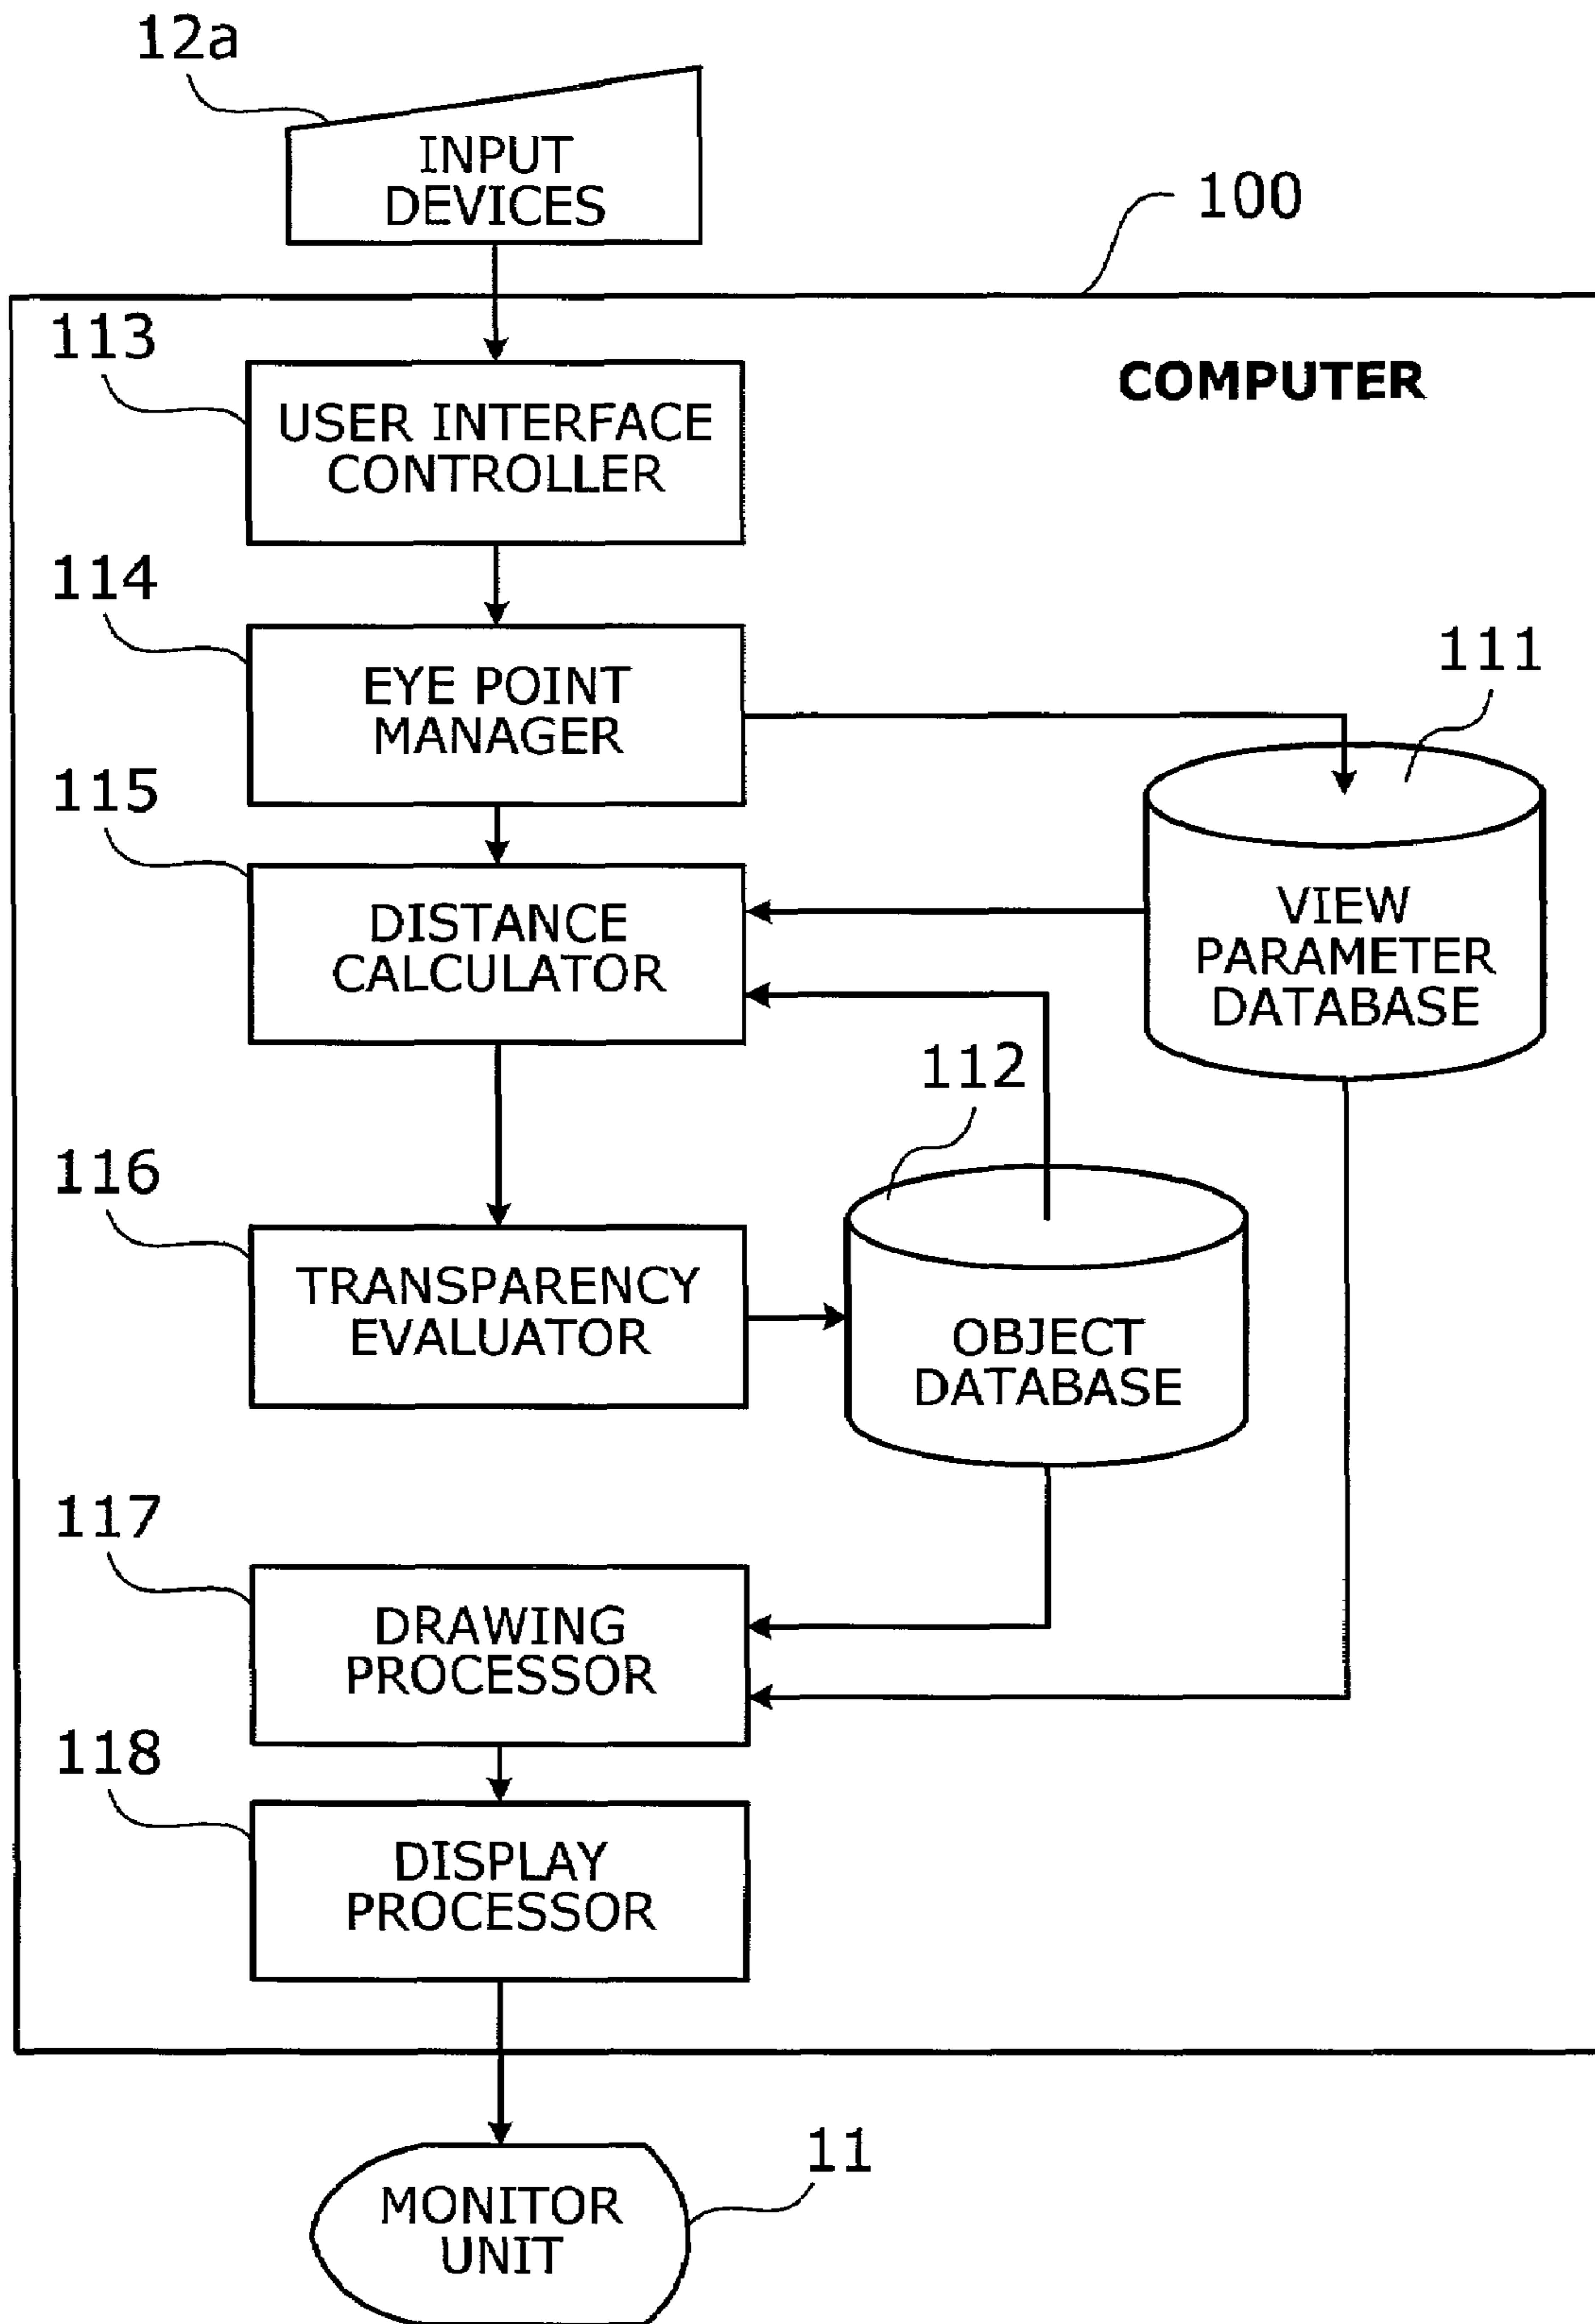 12a
INPUT
DEVICES
100
113
COMPUTER
USER INTERFACE
CONTROLLER
114
EYE POINT
MANAGER
111
115
DISTANCE
CALCULATOR
VIEW
PARAMETER
DATABASE
112
116
TRANSPARENCY
EVALUATOR
OBJECT
DATABASE
117
DRAWING
PROCESSOR
118
DISPLAY
PROCESSOR
11
MONITOR
UNIT